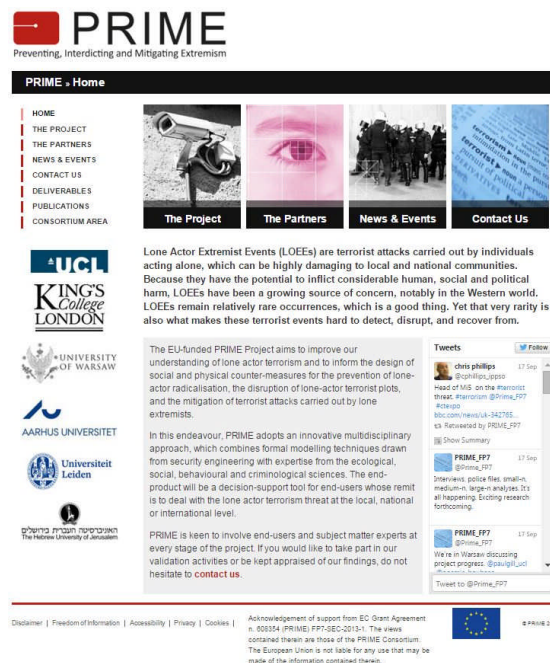 PRIME
Preventing, Interdicting and Mitigating Extremism
PRIME » Home
HOME
THE PROJECT
THE PARTNERS
NEWS & EVENTS
CONTACT US
DELIVERABLES
PUBLICATIONS
CONSORTIUM AREA
The Project
The Partners
News & Events
terrorism
terrorist
Contact Us
UCL
KING'S
College
LONDON
UNIVERSITY
OF WARSAW
AARHUS UNIVERSITET
Universiteit
Leiden
האוניברסיטה העברית בירושלים
The Hebrew University of Jerusalem
Lone Actor Extremist Events (LOEEs) are terrorist attacks carried out by individuals
acting alone, which can be highly damaging to local and national communities.
Because they have the potential to inflict considerable human, social and political
harm, LOEEs have been a growing source of concern, notably in the Western world.
LOEEs remain relatively rare occurrences, which is a good thing. Yet that very rarity is
also what makes these terrorist events hard to detect, disrupt, and recover from.
The EU-funded PRIME Project aims to improve our
understanding of lone actor terrorism and to inform the design of
social and physical counter-measures for the prevention of lone-
actor radicalisation, the disruption of lone-actor terrorist plots,
and the mitigation of terrorist attacks carried out by lone
extremists.
In this endeavour, PRIME adopts an innovative multidisciplinary
approach, which combines formal modelling techniques drawn
from security engineering with expertise from the ecological,
social, behavioural and criminological sciences. The end-
product will be a decision-support tool for end-users whose remit
is to deal with the lone actor terrorism threat at the local, national
or international level.
PRIME is keen to involve end-users and subject matter experts at
every stage of the project. If you would like to take part in our
validation activities or be kept appraised of our findings, do not
hesitate to contact us.
Tweets
Follow
chris phillips
17 Sep
@cphillips_ippso
Head of Mi5 on the #terrorist
threat. #terrorism @Prime_FP7
#ctexpo
bbc.com/news/uk-342765...
Retweeted by PRIME_FP7
Show Summary
PRIME_FP7
17 Sep
@Prime_FP7
Interviews, police files, small-n,
medium-n, large-n analyses. It's
all happening. Exciting research
forthcoming.
PRIME_FP7
17 Sep
@Prime_FP7
We're in Warsaw discussing
project progress. @paulgill_ucl
Tweet to @Prime_FP7
Disclaimer | Freedom of Information | Accessibility | Privacy | Cookies |
Acknowledgement of support from EC Grant Agreement
n. 608354 (PRIME) FP7-SEC-2013-1. The views
contained therein are those of the PRIME Consortium.
The European Union is not liable for any use that may be
made of the information contained therein.